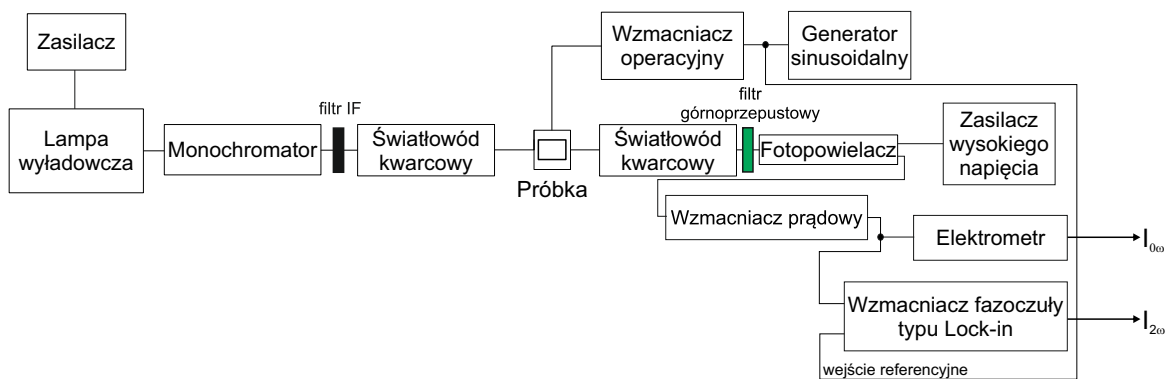 Zasilacz
Lampa
wyładowcza
Monochromator
filtr IF
Światłowód
kwarcowy
Próbka
Wzmacniacz
operacyjny
Generator
sinusoidalny
Światłowód
kwarcowy
filtr
górnoprzepustowy
Fotopowielacz
Zasilacz
wysokiego
napięcia
Wzmacniacz prądowy
Elektrometr
I0ω
Wzmacniacz fazoczuły
typu Lock-in
I2ω
wejście referencyjne